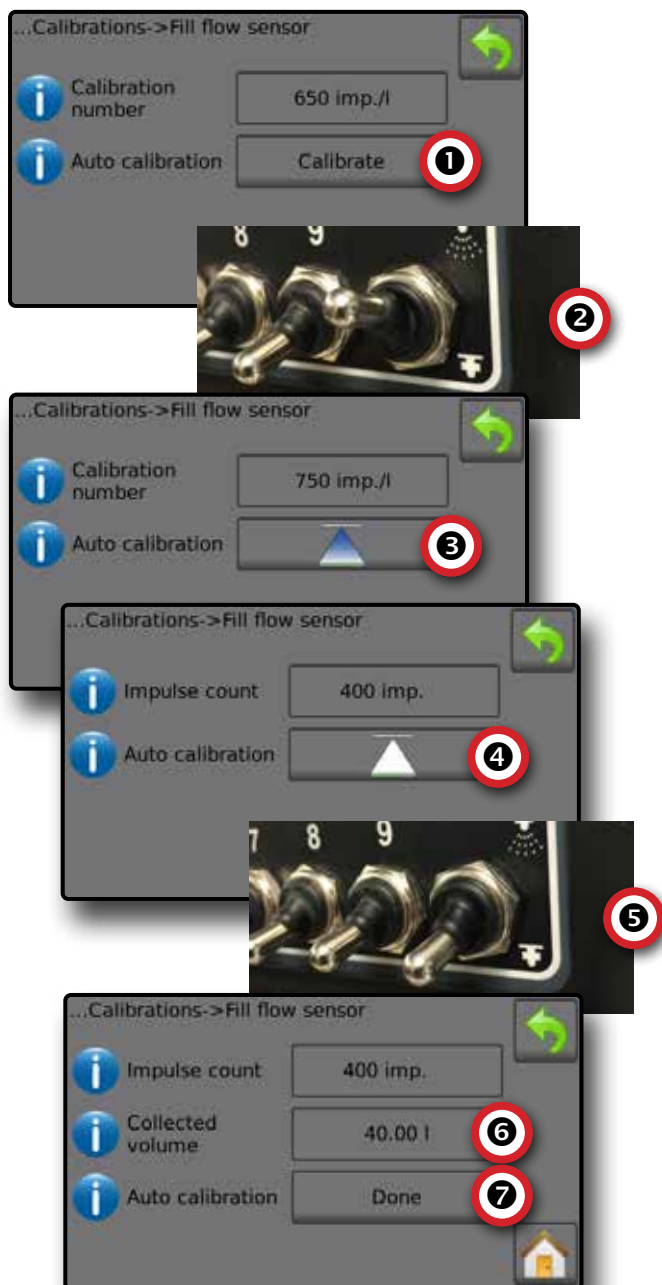 ...Calibrations->Fill flow sensor
Calibration
number
650 imp./l
Auto calibration
Calibrate
1
8 9
2
...Calibrations->Fill flow sensor
Calibration
number
750 imp./l
Auto calibration
3
...Calibrations->Fill flow sensor
Impulse count
400 imp.
Auto calibration
4
7 8 9
5
...Calibrations->Fill flow sensor
Impulse count
400 imp.
Collected
volume
40.00 l
6
Auto calibration
Done
7